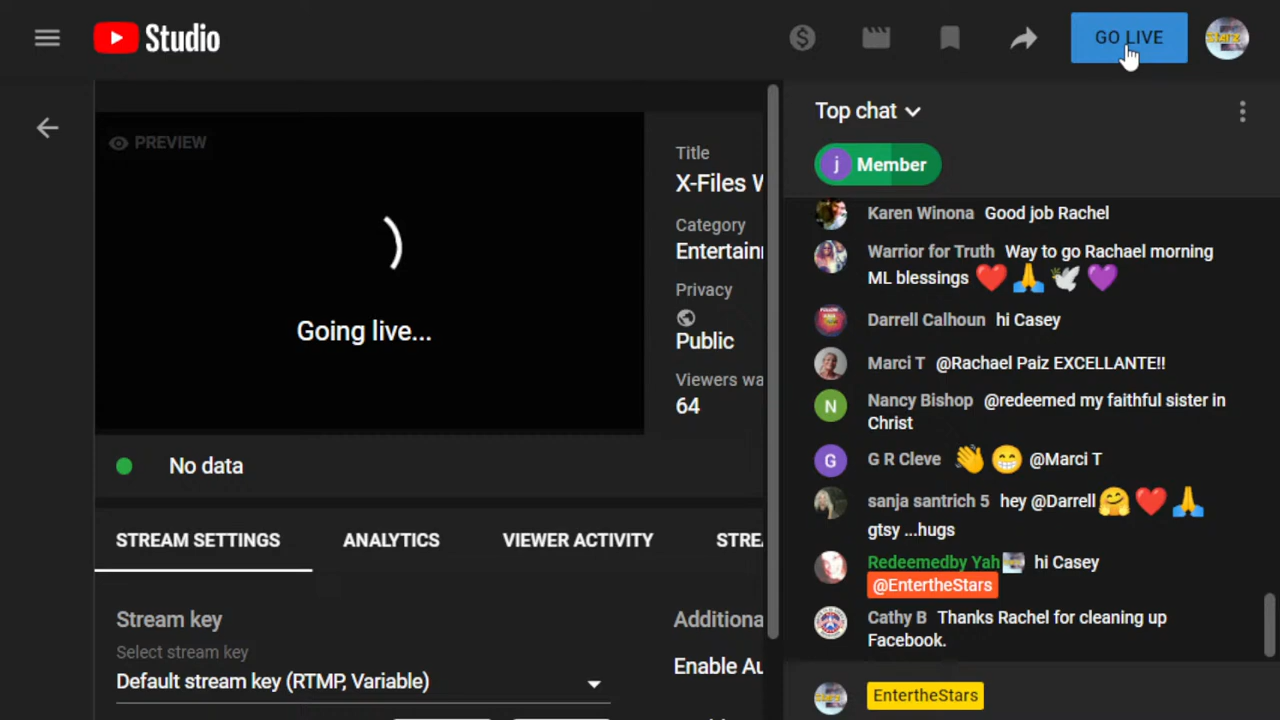 Studio
GO LIVE
PREVIEW
Going live...
No data
Title
X-Files W
Category
Entertain
Privacy
Public
Viewers wa
64
STREAM SETTINGS
ANALYTICS
VIEWER ACTIVITY
STREA
Stream key
Select stream key
Default stream key (RTMP, Variable)
Additiona
Enable Au
Top chat
j Member
Karen Winona Good job Rachel
Warrior for Truth Way to go Rachael morning
ML blessings ❤️ 🙏 🕊️ 💜
Darrell Calhoun hi Casey
Marci T @Rachael Paiz EXCELLANTE!!
N Nancy Bishop @redeemed my faithful sister in
Christ
G G R Cleve 👋 😁 @Marci T
sanja santrich 5 hey @Darrell 🤗 ❤️ 🙏
gtsy ...hugs
Redeemedby Yah hi Casey
@EntertheStars
Cathy B Thanks Rachel for cleaning up
Facebook.
EntertheStars